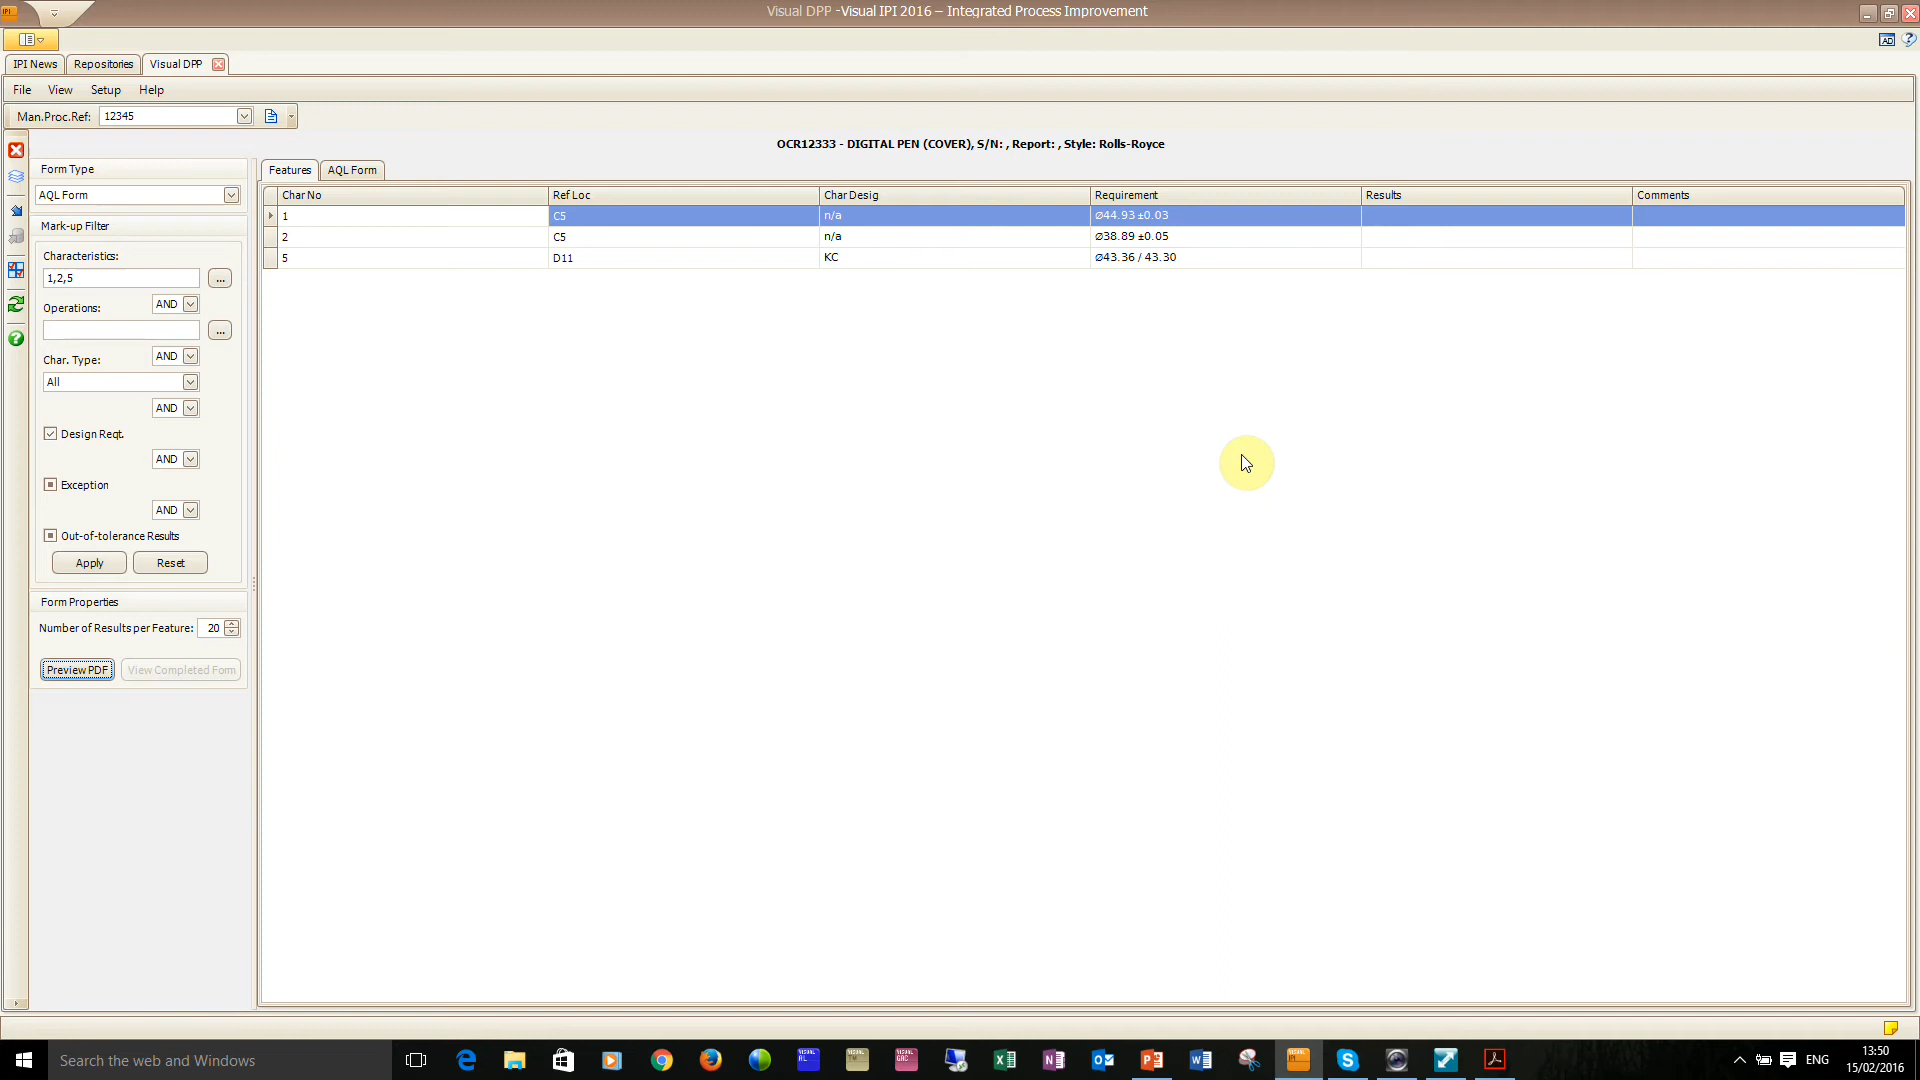 IPI
Visual DPP -Visual IPI 2016 – Integrated Process Improvement
AD
IPI News Repositories Visual DPP
File View Setup Help
Man.Proc.Ref: 12345
OCR12333 - DIGITAL PEN (COVER), S/N: , Report: , Style: Rolls-Royce
Form Type
AQL Form
Mark-up Filter
Characteristics:
1,2,5 ...
AND
Operations:
...
AND
Char. Type:
All
AND
Design Reqt.
AND
Exception
AND
Out-of-tolerance Results
Apply Reset
Form Properties
Number of Results per Feature: 20
Preview PDF View Completed Form
Features AQL Form
Char No Ref Loc Char Desig Requirement Results Comments
1 C5 n/a ∅44.93 ±0.03
2 C5 n/a ∅38.89 ±0.05
5 D11 KC ∅43.36 / 43.30
Search the web and Windows
ENG
13:50
15/02/2016